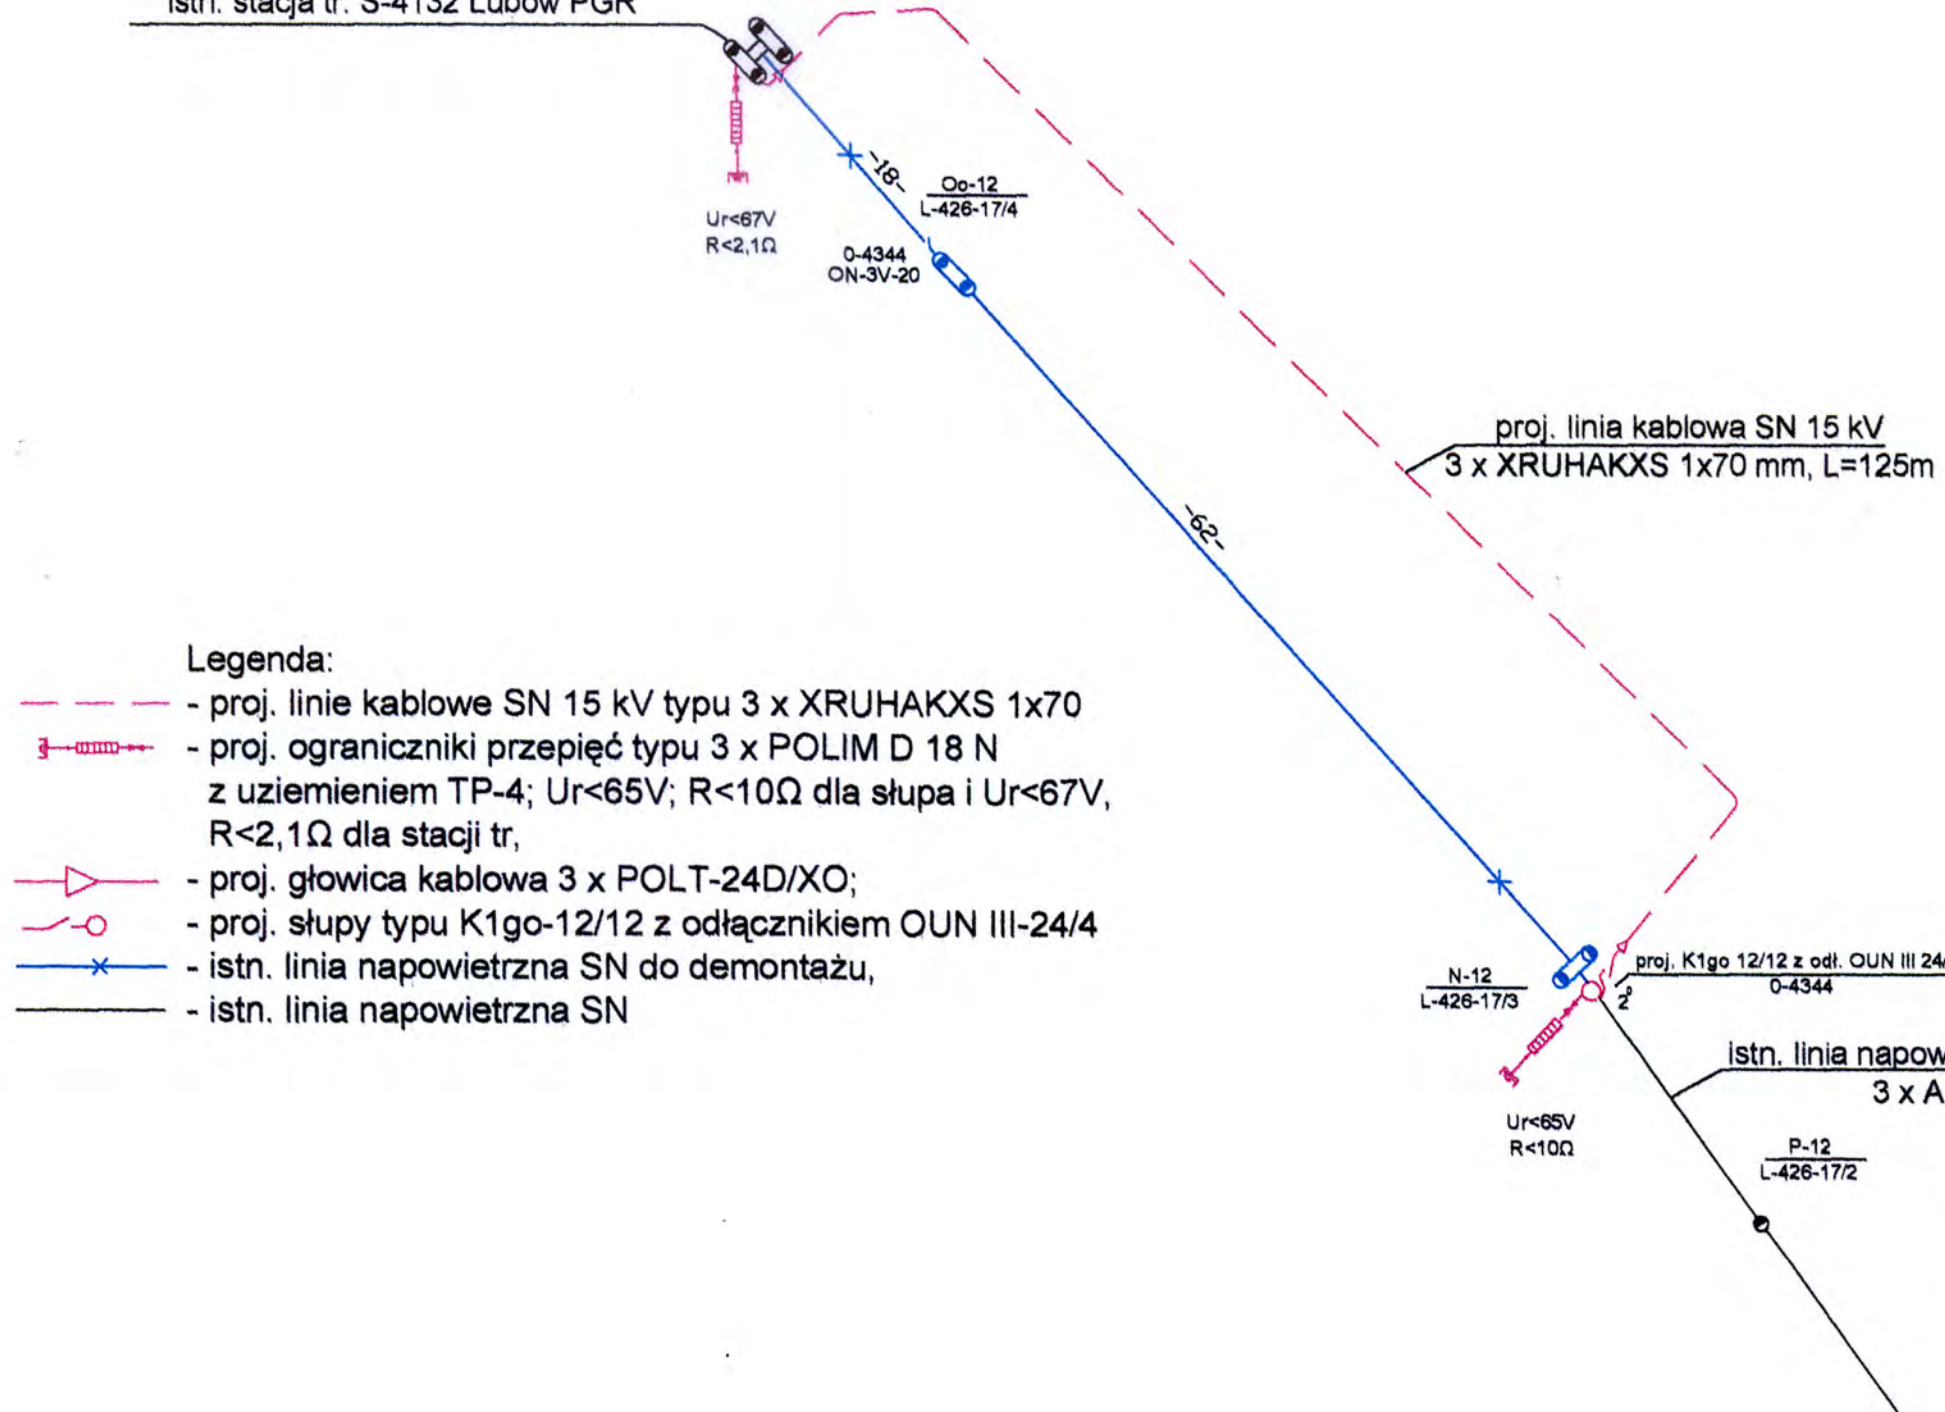 istn. stacja tr. S-4132 Lubów PGR
-18-
Oo-12
L-426-17/4
Ur<67V
R<2,1Ω
0-4344
ON-3V-20
proj. linia kablowa SN 15 kV
3 x XRUHAKXS 1x70 mm, L=125m
-62-
Legenda:
- proj. linie kablowe SN 15 kV typu 3 x XRUHAKXS 1x70
- proj. ograniczniki przepięć typu 3 x POLIM D 18 N
z uziemieniem TP-4; Ur<65V; R<10Ω dla słupa i Ur<67V,
R<2,1Ω dla stacji tr,
- proj. głowica kablowa 3 x POLT-24D/XO;
- proj. słupy typu K1go-12/12 z odłącznikiem OUN III-24/4
- istn. linia napowietrzna SN do demontażu,
- istn. linia napowietrzna SN
N-12
L-426-17/3
proj. K1go 12/12 z odł. OUN III 24/
0-4344
2⁰
istn. linia napow
3 x A
Ur<65V
R<10Ω
P-12
L-426-17/2